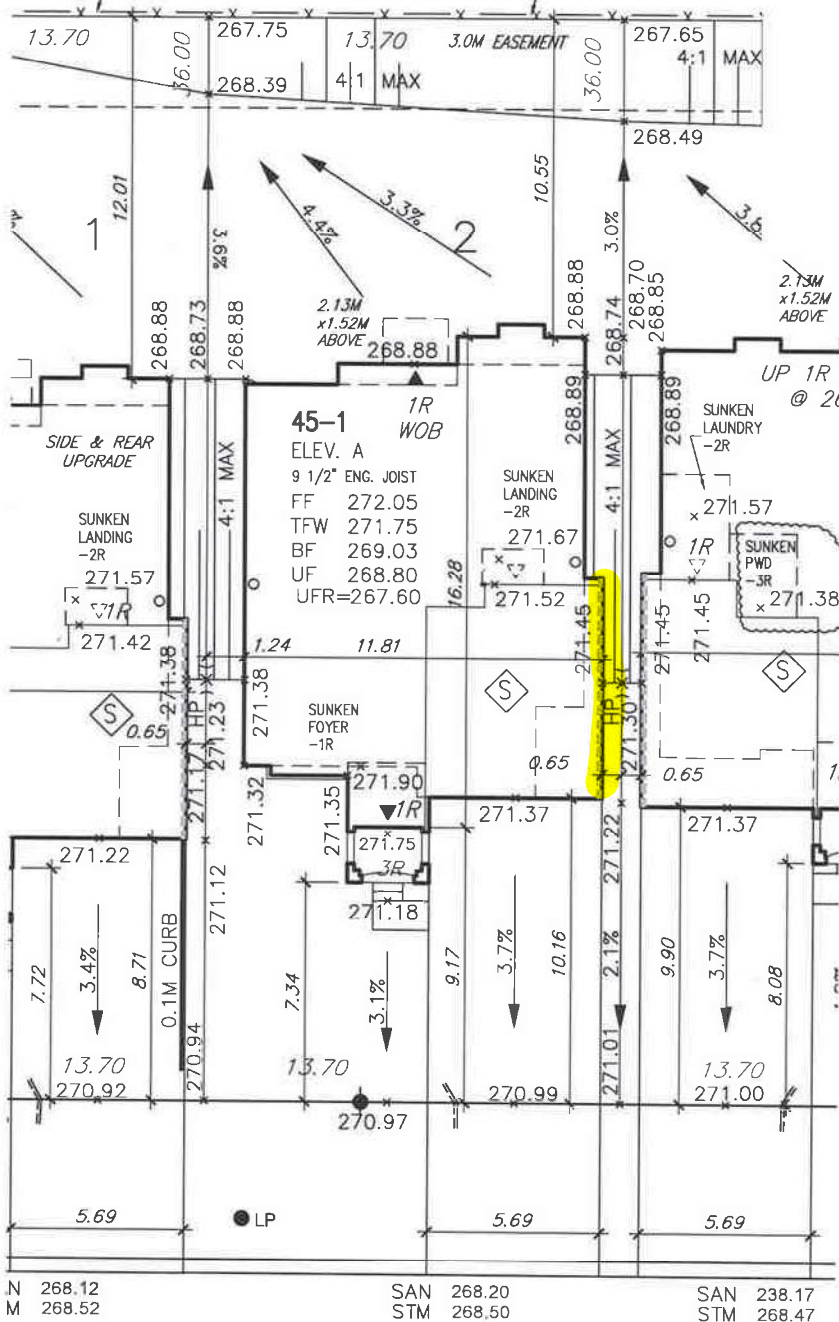 13.70
36.00
267.75
13.70
3.0M EASEMENT
36.00
267.65
4:1 MAX
268.39
4:1 MAX
268.49
12.01
10.55
1
3.6%
4.4%
3.3%
2
3.0%
3.8
2.13M
x1.52M
ABOVE
2.13M
x1.52M
ABOVE
268.88
268.73
268.88
268.88
268.88
268.74
268.70
268.85
SIDE & REAR
UPGRADE
4:1 MAX
1R
WOB
268.89
4:1 MAX
268.89
UP 1R
@ 26
45-1
ELEV. A
9 1/2" ENG. JOIST
FF 272.05
TFW 271.75
BF 269.03
UF 268.80
UFR=267.60
SUNKEN
LANDING
-2R
271.57
1R
271.42
SUNKEN
LANDING
-2R
271.67
271.52
16.28
SUNKEN
LAUNDRY
-2R
271.57
1R
SUNKEN
PWD
-3R
271.38
271.38
1.24
11.81
271.45
271.45
271.45
S
0.65
HP
271.17
271.23
271.38
SUNKEN
FOYER
-1R
S
0.65
HP
271.30
0.65
S
271.32
271.35
271.90
1R
271.75
3R
271.18
271.22
271.12
271.37
271.22
271.37
7.72
3.4%
8.71
0.1M CURB
270.94
7.34
3.1%
9.17
3.7%
10.16
2.1%
271.01
9.90
3.7%
8.08
13.70
270.92
13.70
270.97
270.99
13.70
271.00
5.69
LP
5.69
5.69
N 268.12
M 268.52
SAN 268.20
STM 268.50
SAN 238.17
STM 268.47